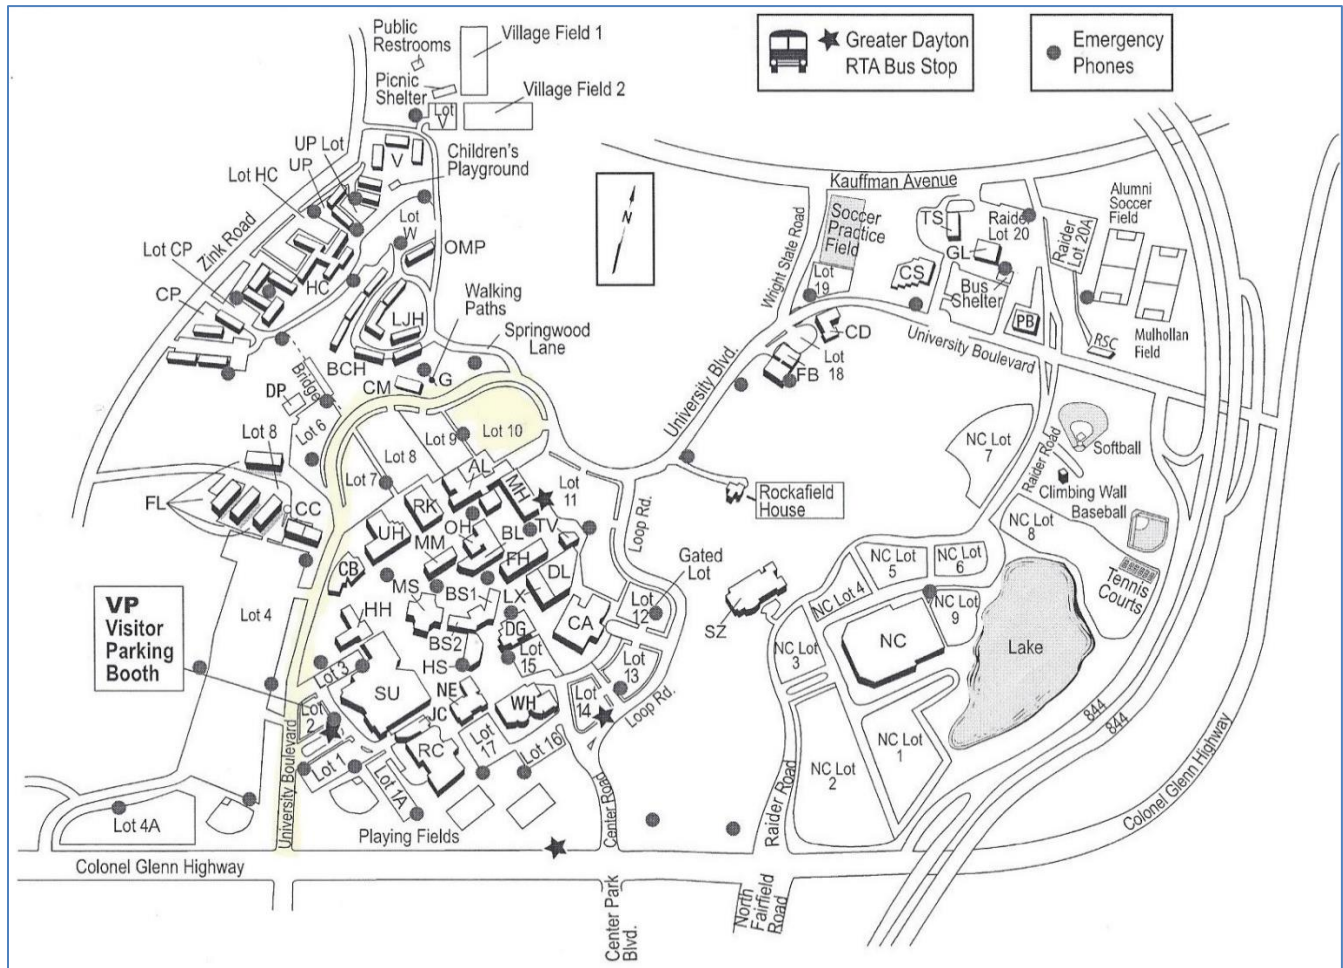 Public
Restrooms
Village Field 1
Picnic
Shelter
Village Field 2
Lot
V
Greater Dayton
RTA Bus Stop
Emergency
Phones
UP Lot
UP
V
Children's
Playground
Lot HC
Zink Road
Lot
W
OMP
Lot CP
CP
HC
Walking
Paths
LJH
Springwood
Lane
BCH
Bridge
CM
G
DP
N
Kauffman Avenue
Wright State Road
Soccer
Practice
Field
TS
Raider
Lot 20
GL
Raider
Lot 20A
Alumni
Soccer
Field
Lot
19
CS
Bus
Shelter
CD
PB
RSC
Mulhollan
Field
University Boulevard
Lot
18
FB
University Blvd.
Lot 6
Lot 8
Lot 7
Lot 8
Lot 9
Lot 10
AL
MH
Lot
11
FL
CC
RK
OH
TV
UH
MM
BL
FH
DL
CB
MS
BS1
LX
HH
BS2
DG
CA
HS
Lot
15
Lot
12
Gated
Lot
Loop Rd.
Lot
13
Lot
14
Loop Rd.
Lot 4
VP
Visitor
Parking
Booth
Lot 3
SU
NE
WH
JC
Lot
2
RC
Lot
17
Lot 16
Lot 1
Lot 1A
Lot 4A
University Boulevard
Playing Fields
Center Road
Colonel Glenn Highway
Center Park
Blvd.
North
Fairfield
Road
Raider Road
Rockafield
House
SZ
NC Lot
7
Raider Road
Softball
Climbing Wall
Baseball
NC Lot
8
Tennis
Courts
NC Lot
5
NC Lot
6
NC Lot 4
NC Lot
9
NC
NC Lot
3
Lake
NC Lot
1
NC Lot
2
844
844
Colonel Glenn Highway